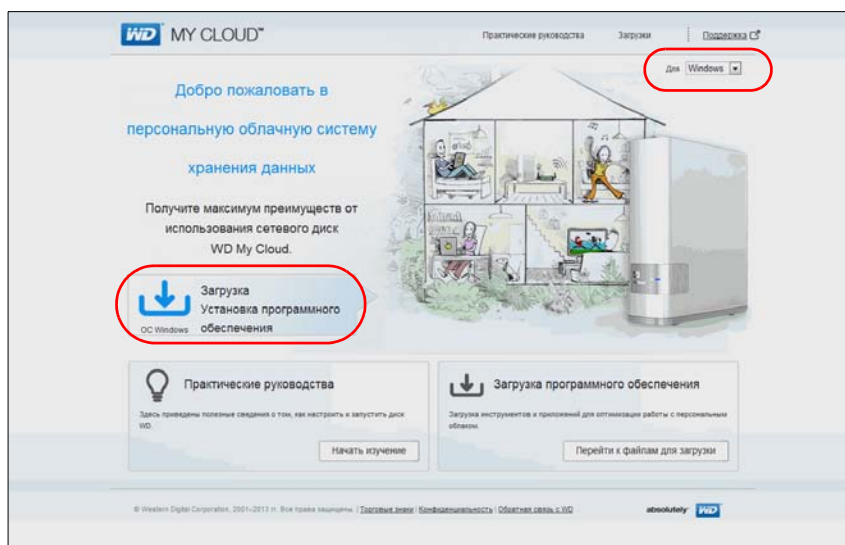 WD MY CLOUD™
Практические руководства
Загрузки
Поддержка
Для Windows
Добро пожаловать в
персональную облачную систему
хранения данных
Получите максимум преимуществ от
использования сетевого диск
WD My Cloud.
Загрузка
Установка программного
обеспечения
ОС Windows
Практические руководства
Здесь приведены полезные сведения о том, как настроить и запустить диск
WD.
Начать изучение
Загрузка программного обеспечения
Загрузка инструментов и приложений для оптимизации работы с персональным
облаком.
Перейти к файлам для загрузки
© Western Digital Corporation, 2001–2013 гг. Все права защищены. | Торговые знаки | Конфиденциальность | Обратная связь с WD
absolutely WD